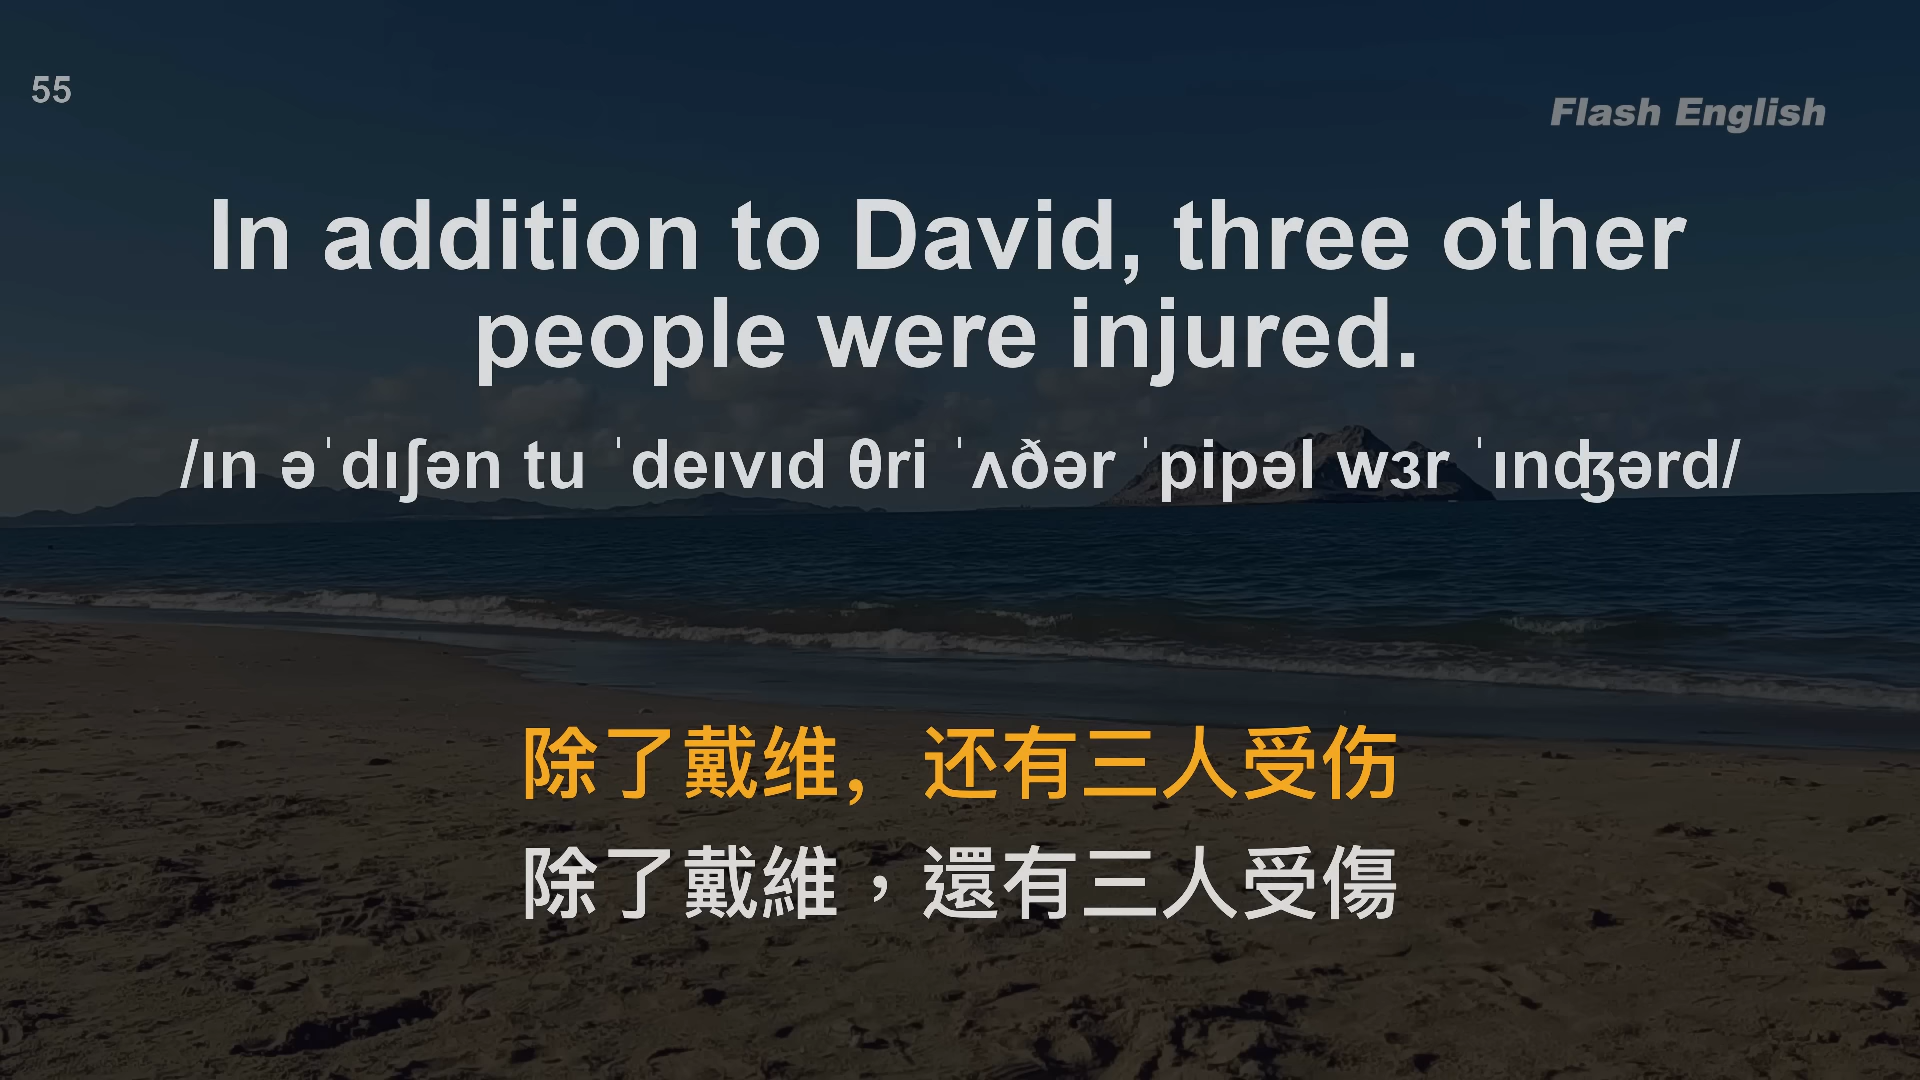 55
Flash English
In addition to David, three other
people were injured.
/ɪn əˈdɪʃən tu ˈdeɪvɪd θri ˈʌðər ˈpipəl wɜr ˈɪnʤərd/
除了戴维，还有三人受伤
除了戴維，還有三人受傷